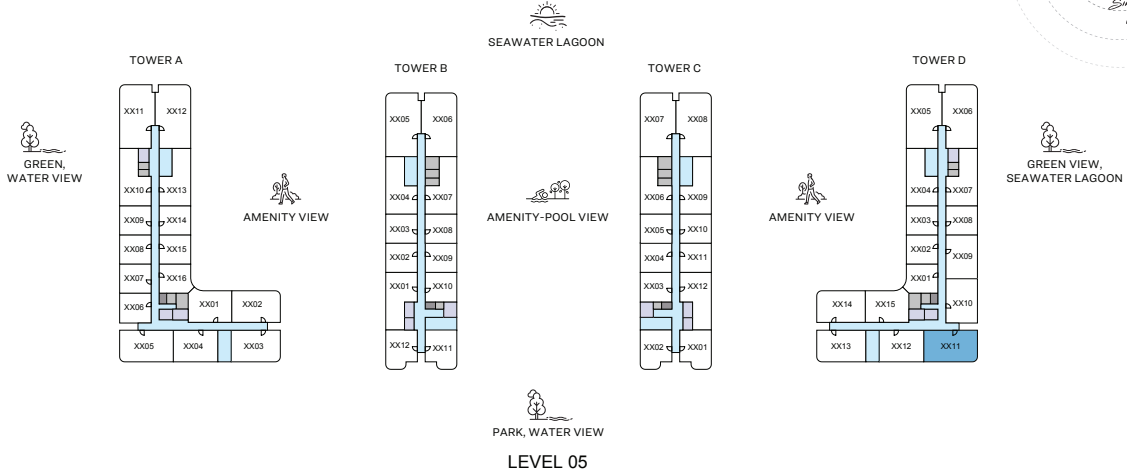 SEAWATER LAGOON
TOWER A
TOWER B
TOWER C
TOWER D
XX11 XX12
XX05 XX06
XX07 XX08
XX05 XX06
GREEN,
WATER VIEW
GREEN VIEW,
SEAWATER LAGOON
XX10 XX13
XX04 XX07
XX06 XX09
XX04 XX07
AMENITY VIEW
AMENITY-POOL VIEW
AMENITY VIEW
XX09 XX14
XX03 XX08
XX05 XX10
XX03 XX08
XX08 XX15
XX02 XX09
XX04 XX11
XX02 XX09
XX07 XX16
XX01 XX10
XX03 XX12
XX01
XX06 XX01 XX02
XX14 XX15 XX10
XX05 XX04 XX03
XX12 XX11
XX02 XX01
XX13 XX12 XX11
PARK, WATER VIEW
LEVEL 05